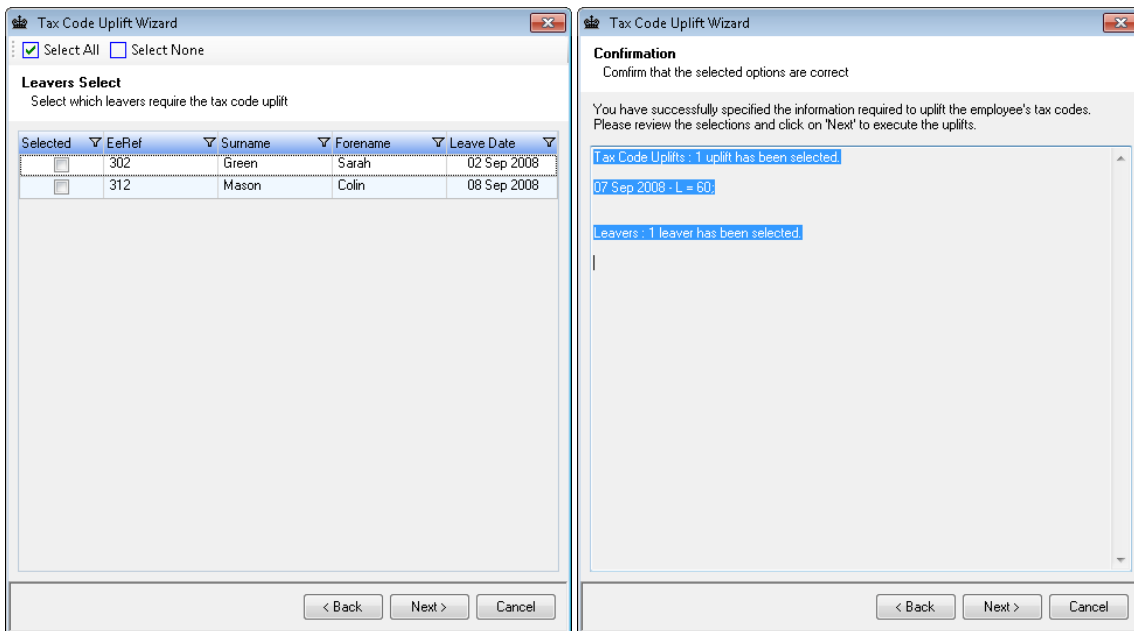 Tax Code Uplift Wizard
Select All Select None
Leavers Select
Select which leavers require the tax code uplift
Selected EeRef Surname Forename Leave Date
302 Green Sarah 02 Sep 2008
312 Mason Colin 08 Sep 2008
< Back Next > Cancel
Tax Code Uplift Wizard
Confirmation
Comfirm that the selected options are correct
You have successfully specified the information required to uplift the employee's tax codes.
Please review the selections and click on 'Next' to execute the uplifts.
Tax Code Uplifts : 1 uplift has been selected.
07 Sep 2008 - L = 60;
Leavers : 1 leaver has been selected.
< Back Next > Cancel